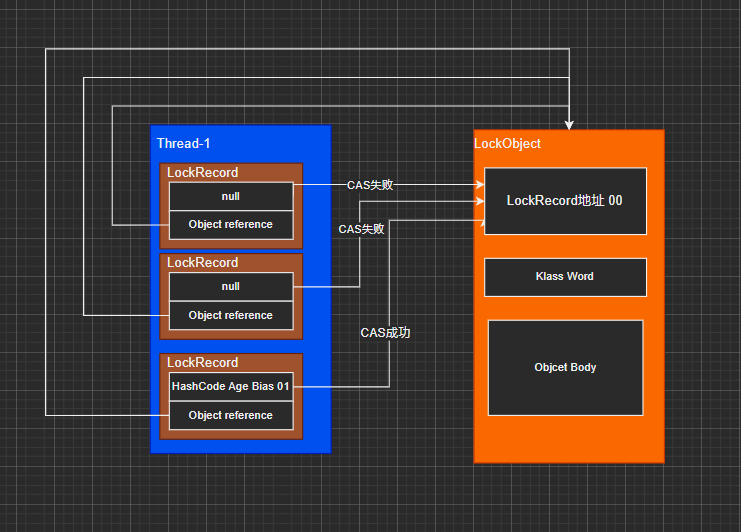 Thread-1
LockRecord
null
Object reference
LockRecord
null
Object reference
LockRecord
HashCode Age Bias 01
Object reference
CAS失败
CAS失败
CAS成功
LockObject
LockRecord地址 00
Klass Word
Objcet Body